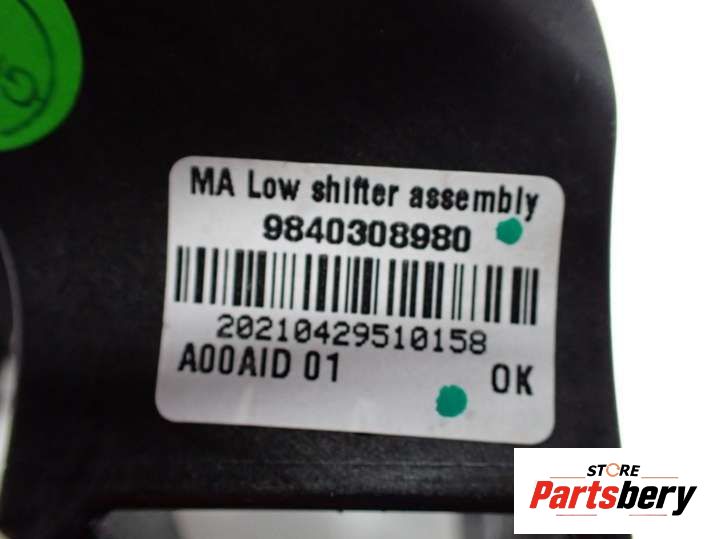 MA Low shifter assembly
9840308980
20210429510158
A00AID 01
OK
STORE
Partsbery